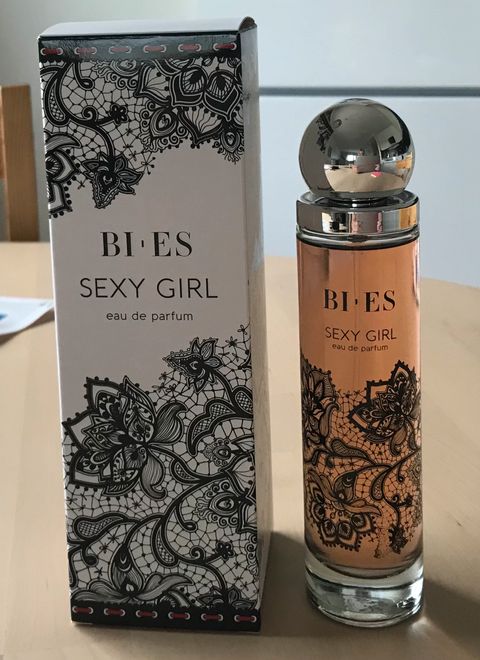 BI·ES
SEXY GIRL
eau de parfum
BI·ES
SEXY GIRL
eau de parfum